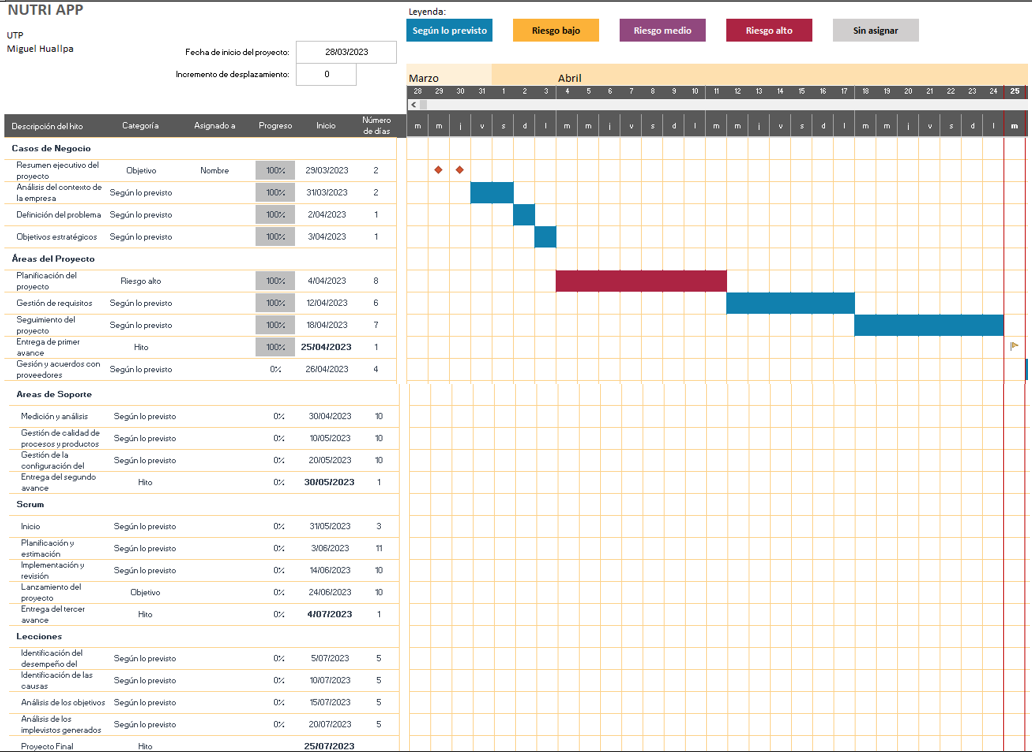 NUTRI APP
Leyenda:
UTP
Según lo previsto Riesgo bajo Riesgo medio Riesgo alto Sin asignar
Miguel Huallpa
Fecha de inicio del proyecto: 28/03/2023
Incremento de desplazamiento: 0
Marzo Abril
28 29 30 31 1 2 3 4 5 6 7 8 9 10 11 12 13 14 15 16 17 18 19 20 21 22 23 24 25
Descripción del hito Categoría Asignado a Progreso Inicio Número de días
m m j v s d l m m j v s d l m m j v s d l m m j v s d l m
Casos de Negocio
Resumen ejecutivo del
proyecto Objetivo Nombre 100% 29/03/2023 2
Análisis del contexto de
la empresa Según lo previsto 100% 31/03/2023 2
Definición del problema Según lo previsto 100% 2/04/2023 1
Objetivos estratégicos Según lo previsto 100% 3/04/2023 1
Áreas del Proyecto
Planificación del
proyecto Riesgo alto 100% 4/04/2023 8
Gestión de requisitos Según lo previsto 100% 12/04/2023 6
Seguimiento del
proyecto Según lo previsto 100% 18/04/2023 7
Entrega de primer
avance Hito 100% 25/04/2023 1
Gesión y acuerdos con
proveedores Según lo previsto 0% 26/04/2023 4
Areas de Soporte
Medición y análisis Según lo previsto 0% 30/04/2023 10
Gestión de calidad de
procesos y productos Según lo previsto 0% 10/05/2023 10
Gestión de la
configuración del Según lo previsto 0% 20/05/2023 10
Entrega del segundo
avance Hito 0% 30/05/2023 1
Scrum
Inicio Según lo previsto 0% 31/05/2023 3
Planificación y
estimación Según lo previsto 0% 3/06/2023 11
Implementación y
revisión Según lo previsto 0% 14/06/2023 10
Lanzamiento del
proyecto Objetivo 0% 24/06/2023 10
Entrega del tercer
avance Hito 0% 4/07/2023 1
Lecciones
Identificación del
desempeño del Según lo previsto 0% 5/07/2023 5
Identificación de las
causas Según lo previsto 0% 10/07/2023 5
Análisis de los objetivos Según lo previsto 0% 15/07/2023 5
Análisis de los
implevistos generados Según lo previsto 0% 20/07/2023 5
Proyecto Final Hito 25/07/2023